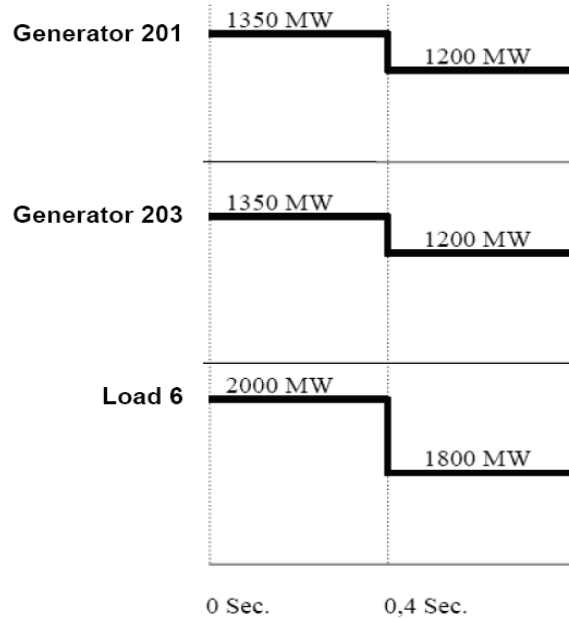 Generator 201
1350 MW
1200 MW
Generator 203
1350 MW
1200 MW
Load 6
2000 MW
1800 MW
0 Sec.
0,4 Sec.